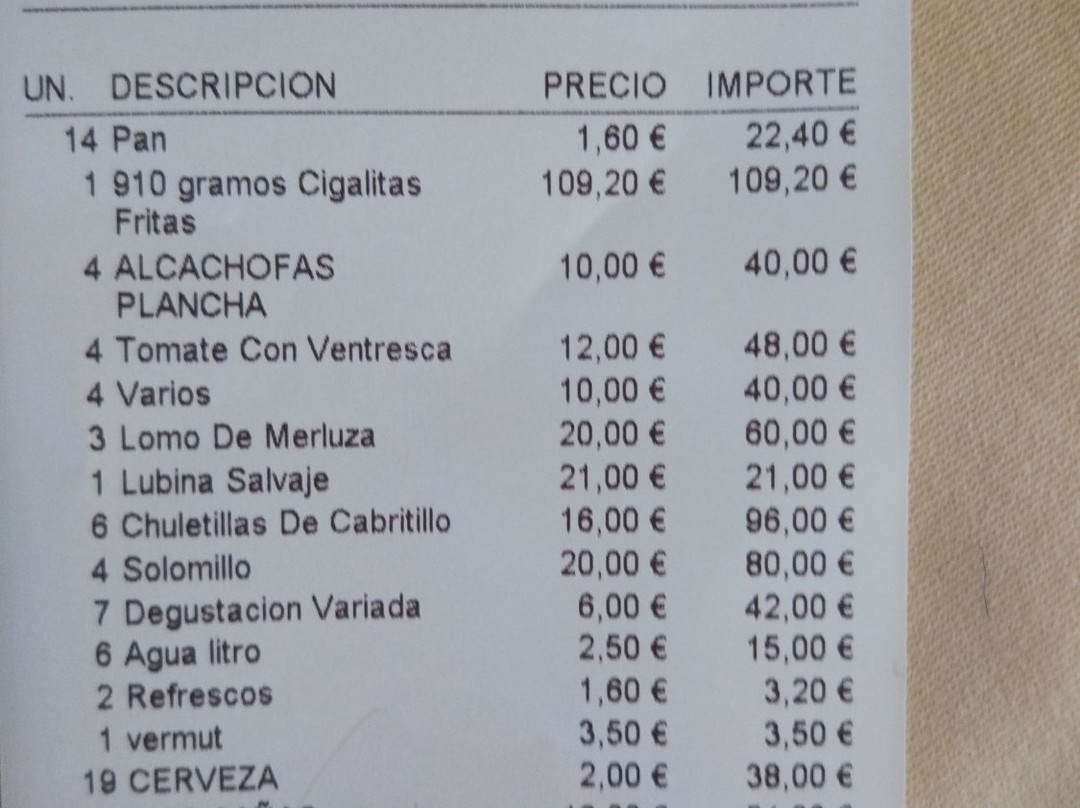 UN. DESCRIPCION PRECIO IMPORTE
14 Pan 1,60 € 22,40 €
1 910 gramos Cigalitas 109,20 € 109,20 €
Fritas
4 ALCACHOFAS 10,00 € 40,00 €
PLANCHA
4 Tomate Con Ventresca 12,00 € 48,00 €
4 Varios 10,00 € 40,00 €
3 Lomo De Merluza 20,00 € 60,00 €
1 Lubina Salvaje 21,00 € 21,00 €
6 Chuletillas De Cabritillo 16,00 € 96,00 €
4 Solomillo 20,00 € 80,00 €
7 Degustacion Variada 6,00 € 42,00 €
6 Agua litro 2,50 € 15,00 €
2 Refrescos 1,60 € 3,20 €
1 vermut 3,50 € 3,50 €
19 CERVEZA 2,00 € 38,00 €